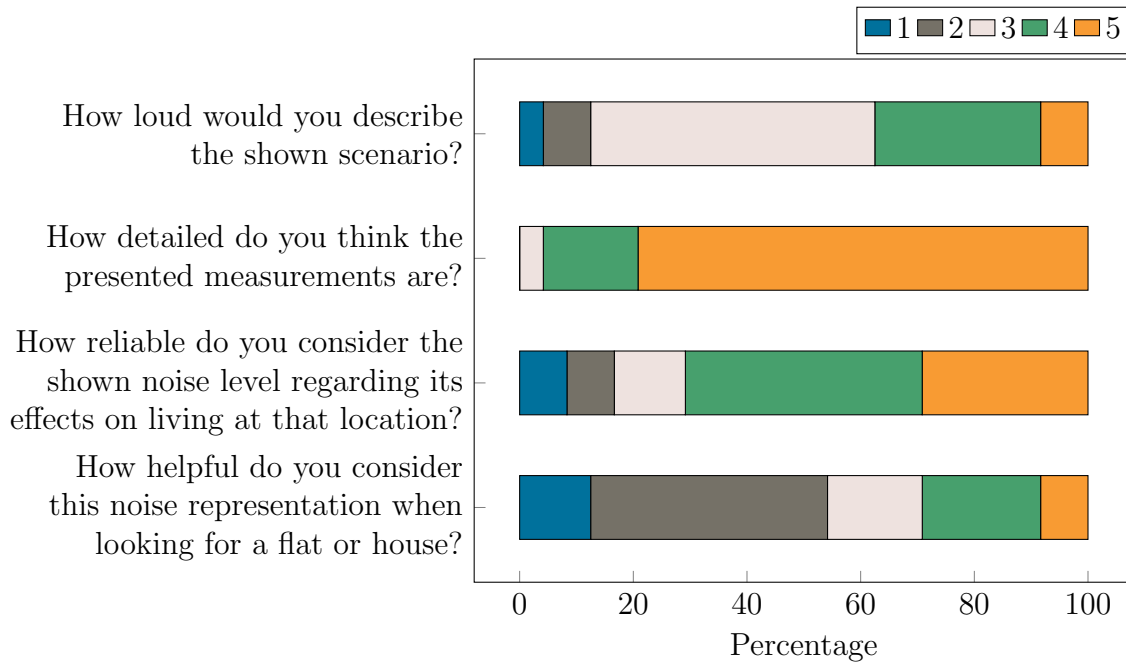 1 2 3 4 5
How loud would you describe
the shown scenario?
How detailed do you think the
presented measurements are?
How reliable do you consider the
shown noise level regarding its
effects on living at that location?
How helpful do you consider
this noise representation when
looking for a flat or house?
0 20 40 60 80 100
Percentage